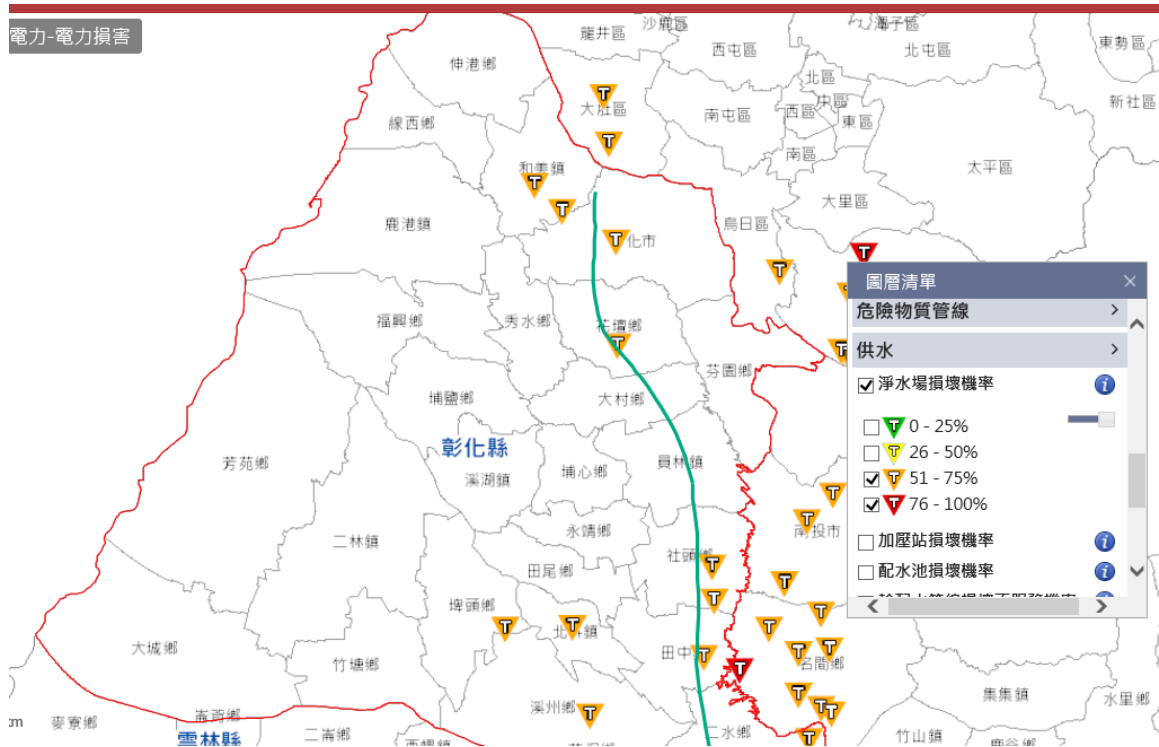 電力-電力損害
沙鹿區
龍井區
潭子區
西屯區
北屯區
東勢區
伸港鄉
北區
新社區
大肚區
南屯區
西區
中區
東區
線西鄉
南區
太平區
和美鎮
大里區
鹿港鎮
烏日區
化市
福興鄉
秀水鄉
花壇鄉
芬園鄉
埔鹽鄉
大村鄉
彰化縣
芳苑鄉
員林鎮
埔心鄉
溪湖鎮
南投市
永靖鄉
二林鎮
社頭鄉
田尾鄉
埤頭鄉
北斗鎮
大城鄉
田中
名間鄉
竹塘鄉
集集鎮
水里鄉
溪州鄉
km
麥寮鄉
崙背鄉
二水鄉
雲林縣
二崙鄉
西螺鎮
竹山鎮
鹿谷鄉
圖層清單 ×
危險物質管線 >
供水 >
淨水場損壞機率
0 - 25%
26 - 50%
51 - 75%
76 - 100%
加壓站損壞機率
配水池損壞機率